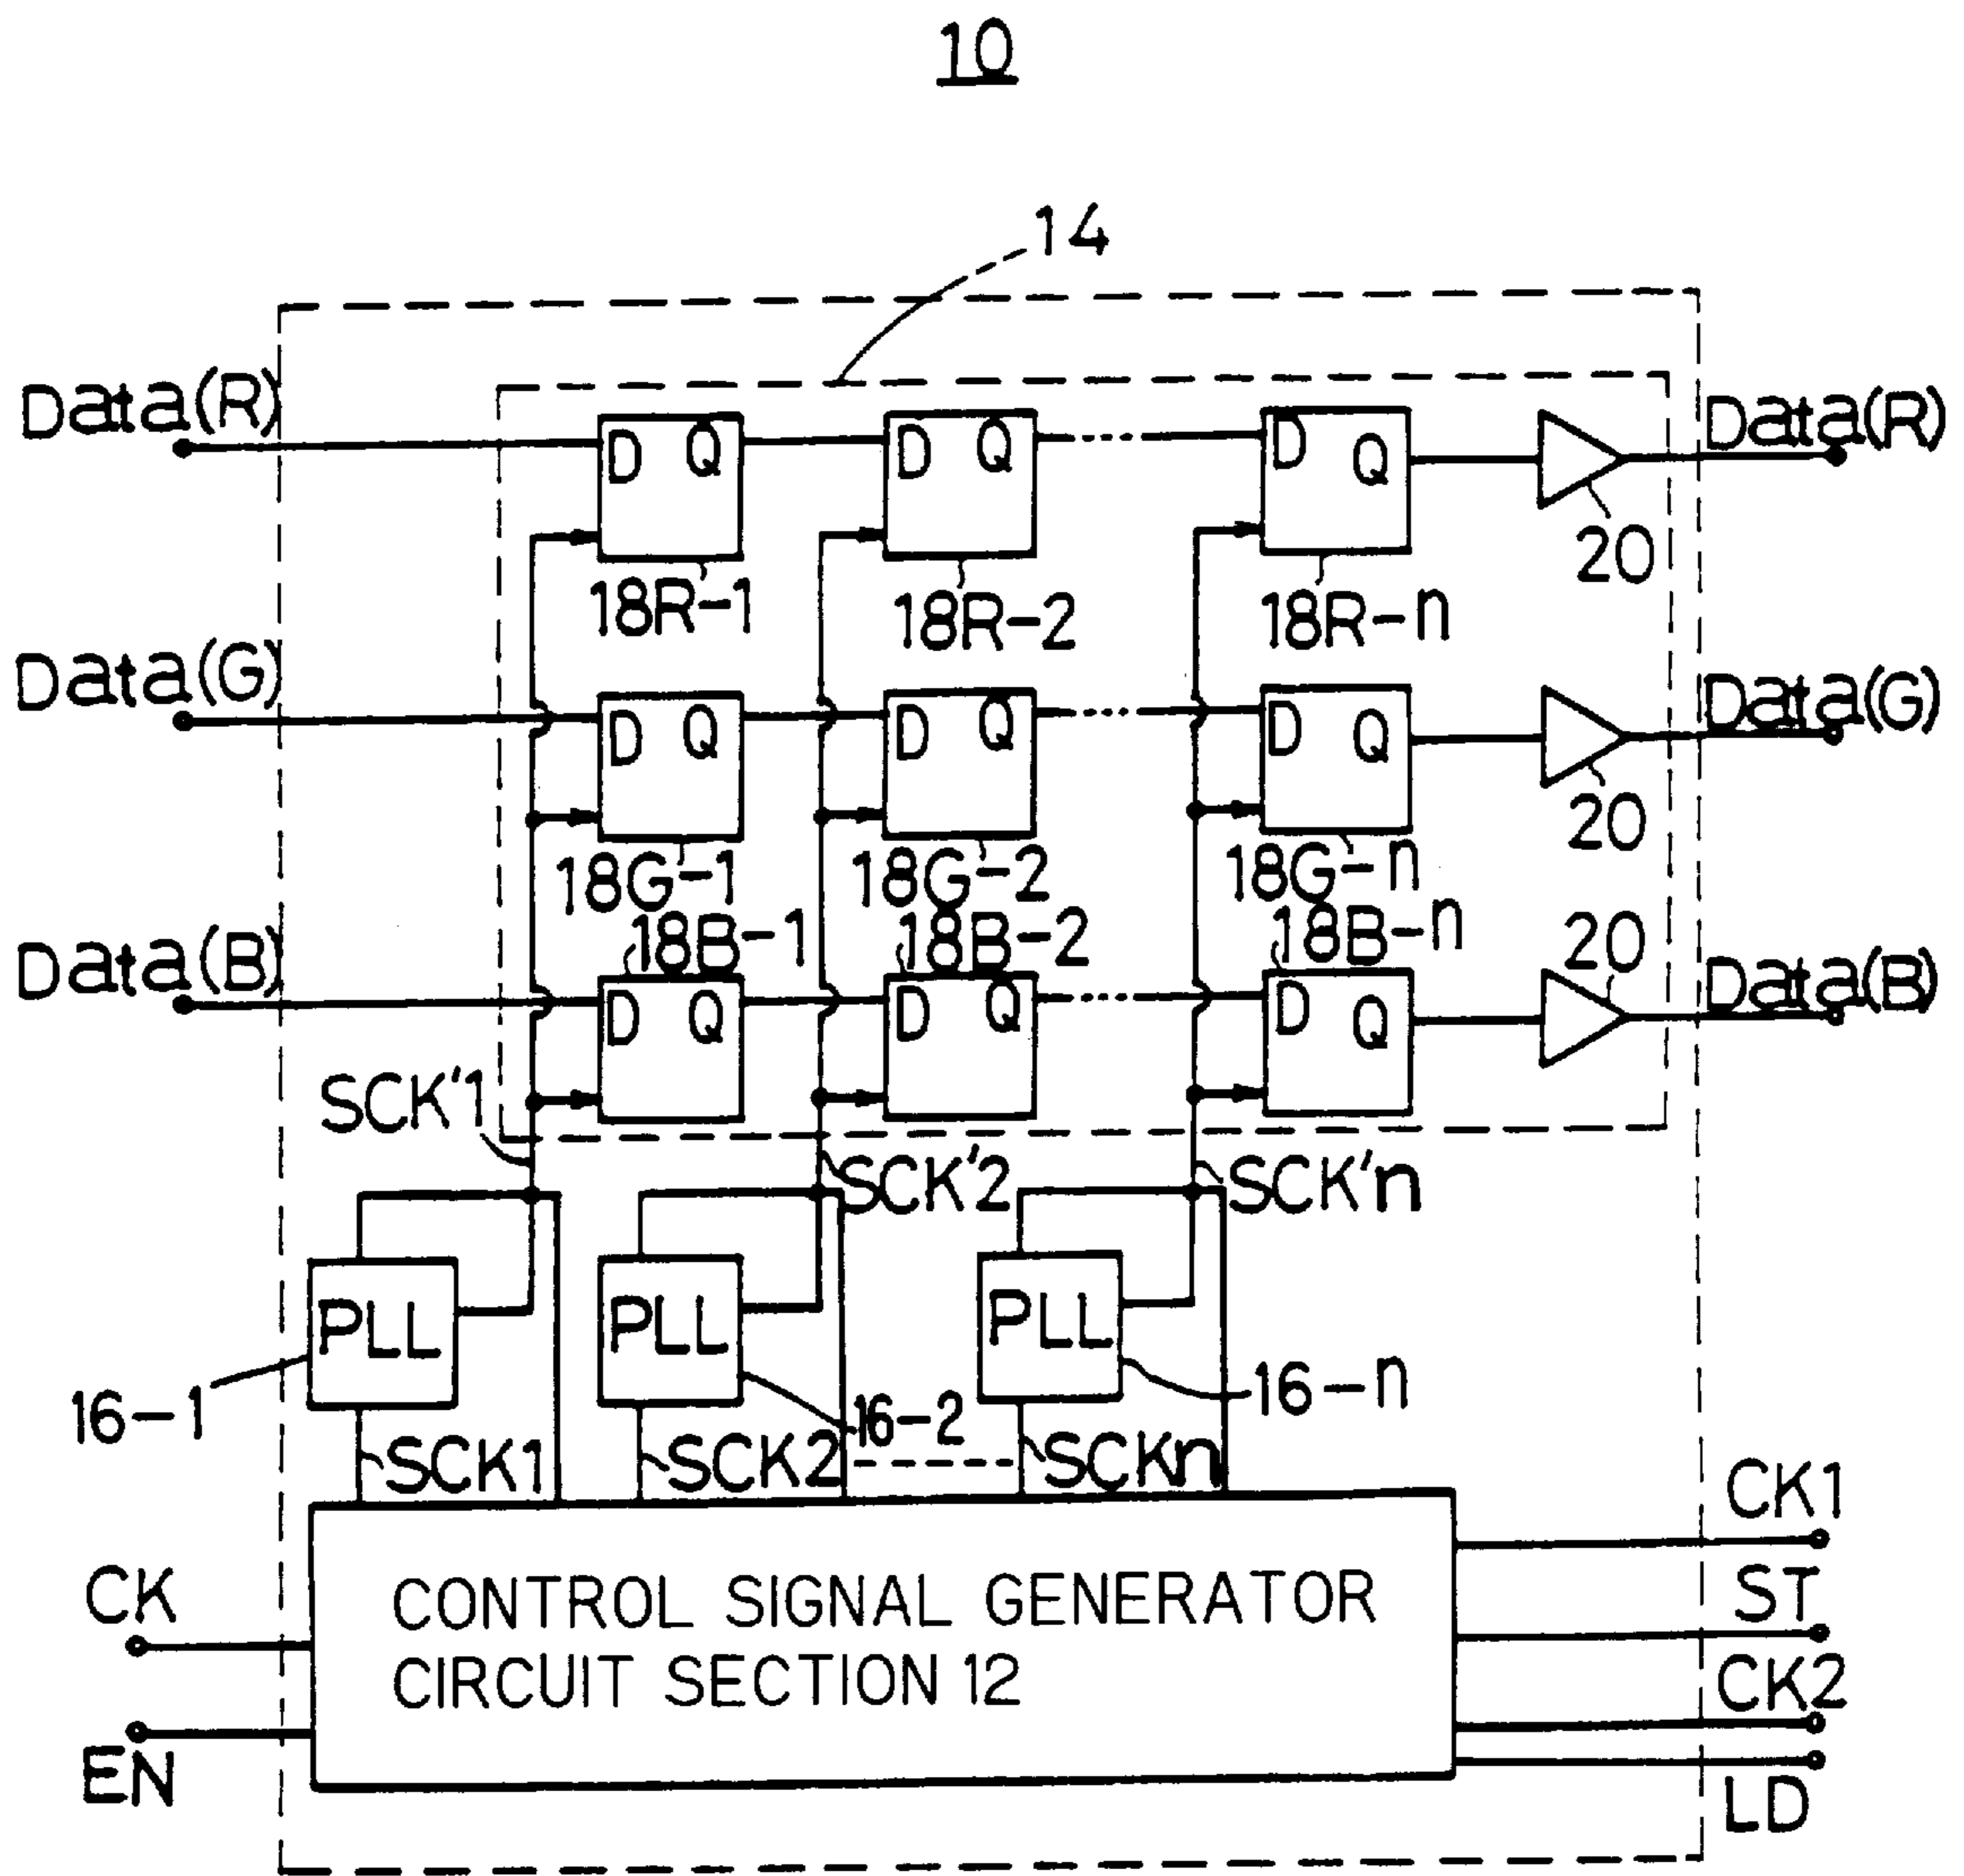 10
14
Data(R)
D Q
D Q
D Q
Data(R)
20
18R-1
18R-2
18R-n
Data(G)
D Q
D Q
D Q
Data(G)
20
18G-1
18G-2
18G-n
18B-1
18B-2
18B-n
20
Data(B)
D Q
D Q
D Q
Data(B)
SCK'1
SCK'2
SCK'n
PLL
PLL
PLL
16-1
16-2
16-n
SCK1
SCK2
SCKn
CK1
CK
CONTROL SIGNAL GENERATOR
ST
CIRCUIT SECTION 12
CK2
EN
LD